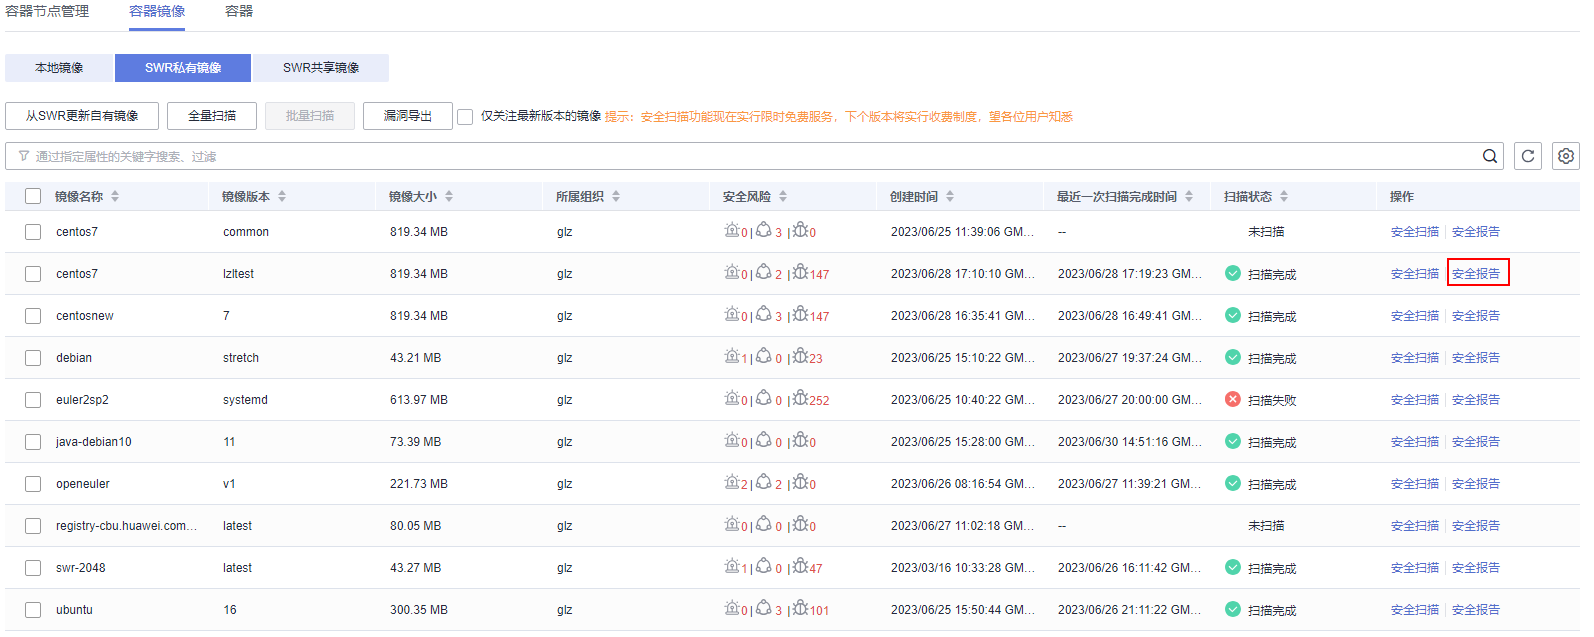 容器节点管理 容器镜像 容器
本地镜像 SWR私有镜像 SWR共享镜像
从SWR更新自有镜像 全量扫描 批量扫描 漏洞导出 仅关注最新版本的镜像 提示：安全扫描功能现在实行限时免费服务，下个版本将实行收费制度，望各位用户知悉
通过指定属性的关键字搜索、过滤
镜像名称 镜像版本 镜像大小 所属组织 安全风险 创建时间 最近一次扫描完成时间 扫描状态 操作
centos7 common 819.34 MB glz 0 | 3 | 0 2023/06/25 11:39:06 GM... -- 未扫描 安全扫描 | 安全报告
centos7 lzltest 819.34 MB glz 0 | 2 | 147 2023/06/28 17:10:10 GM... 2023/06/28 17:19:23 GM... 扫描完成 安全扫描 | 安全报告
centosnew 7 819.34 MB glz 0 | 3 | 147 2023/06/28 16:35:41 GM... 2023/06/28 16:49:41 GM... 扫描完成 安全扫描 | 安全报告
debian stretch 43.21 MB glz 1 | 0 | 23 2023/06/25 15:10:22 GM... 2023/06/27 19:37:24 GM... 扫描完成 安全扫描 | 安全报告
euler2sp2 systemd 613.97 MB glz 0 | 0 | 252 2023/06/25 10:40:22 GM... 2023/06/27 20:00:00 GM... 扫描失败 安全扫描 | 安全报告
java-debian10 11 73.39 MB glz 0 | 0 | 0 2023/06/25 15:28:00 GM... 2023/06/30 14:51:16 GM... 扫描完成 安全扫描 | 安全报告
openeuler v1 221.73 MB glz 2 | 2 | 0 2023/06/26 08:16:54 GM... 2023/06/27 11:39:21 GM... 扫描完成 安全扫描 | 安全报告
registry-cbu.huawei.com... latest 80.05 MB glz 0 | 0 | 0 2023/06/27 11:02:18 GM... -- 未扫描 安全扫描 | 安全报告
swr-2048 latest 43.27 MB glz 1 | 0 | 47 2023/03/16 10:33:28 GM... 2023/06/26 16:11:42 GM... 扫描完成 安全扫描 | 安全报告
ubuntu 16 300.35 MB glz 0 | 3 | 101 2023/06/25 15:50:44 GM... 2023/06/26 21:11:22 GM... 扫描完成 安全扫描 | 安全报告